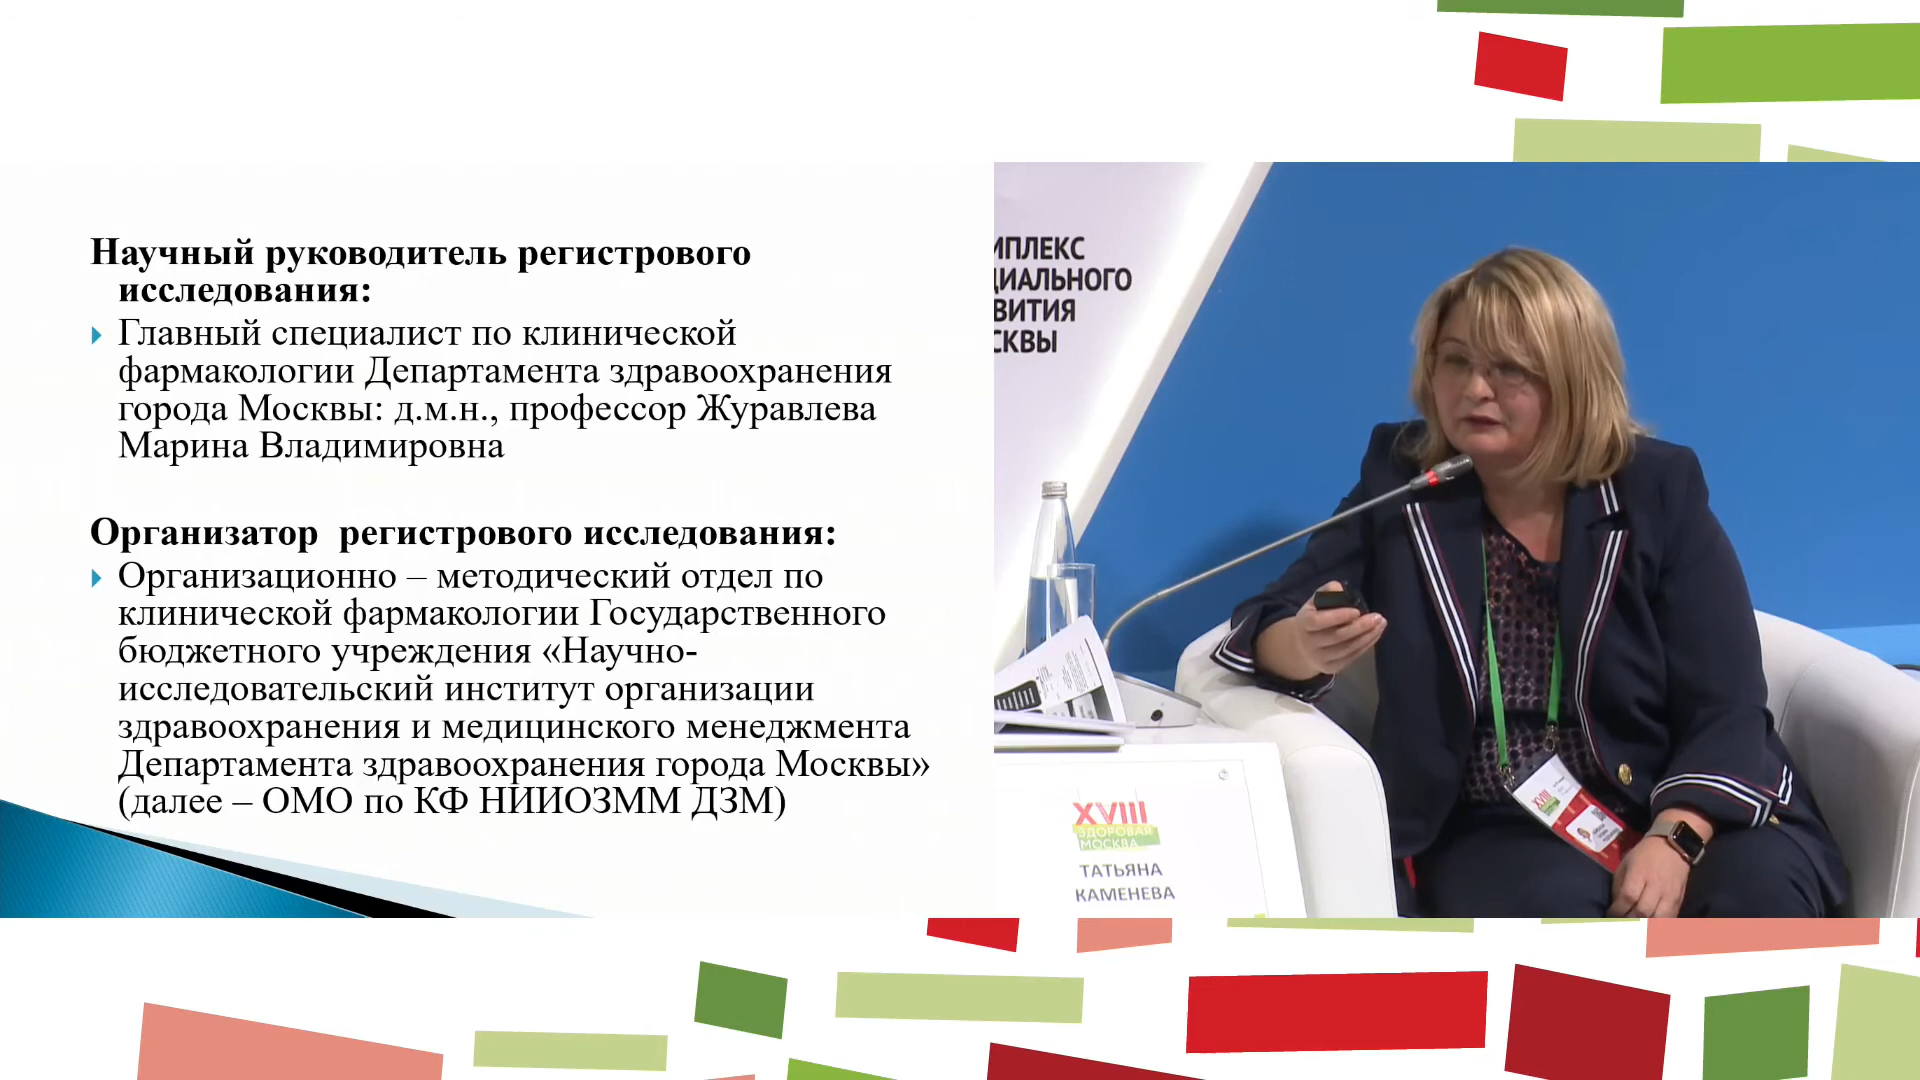 Научный руководитель регистрового
исследования:
Главный специалист по клинической
фармакологии Департамента здравоохранения
города Москвы: д.м.н., профессор Журавлева
Марина Владимировна
Организатор  регистрового исследования:
Организационно – методический отдел по
клинической фармакологии Государственного
бюджетного учреждения «Научно-
исследовательский институт организации
здравоохранения и медицинского менеджмента
Департамента здравоохранения города Москвы»
(далее – ОМО по КФ НИИОЗММ ДЗМ)
МПЛЕКС
ЦИАЛЬНОГО
ВИТИЯ
СКВЫ
XVIII
ЗДОРОВАЯ
МОСКВА
ТАТЬЯНА
КАМЕНЕВА
XVIII